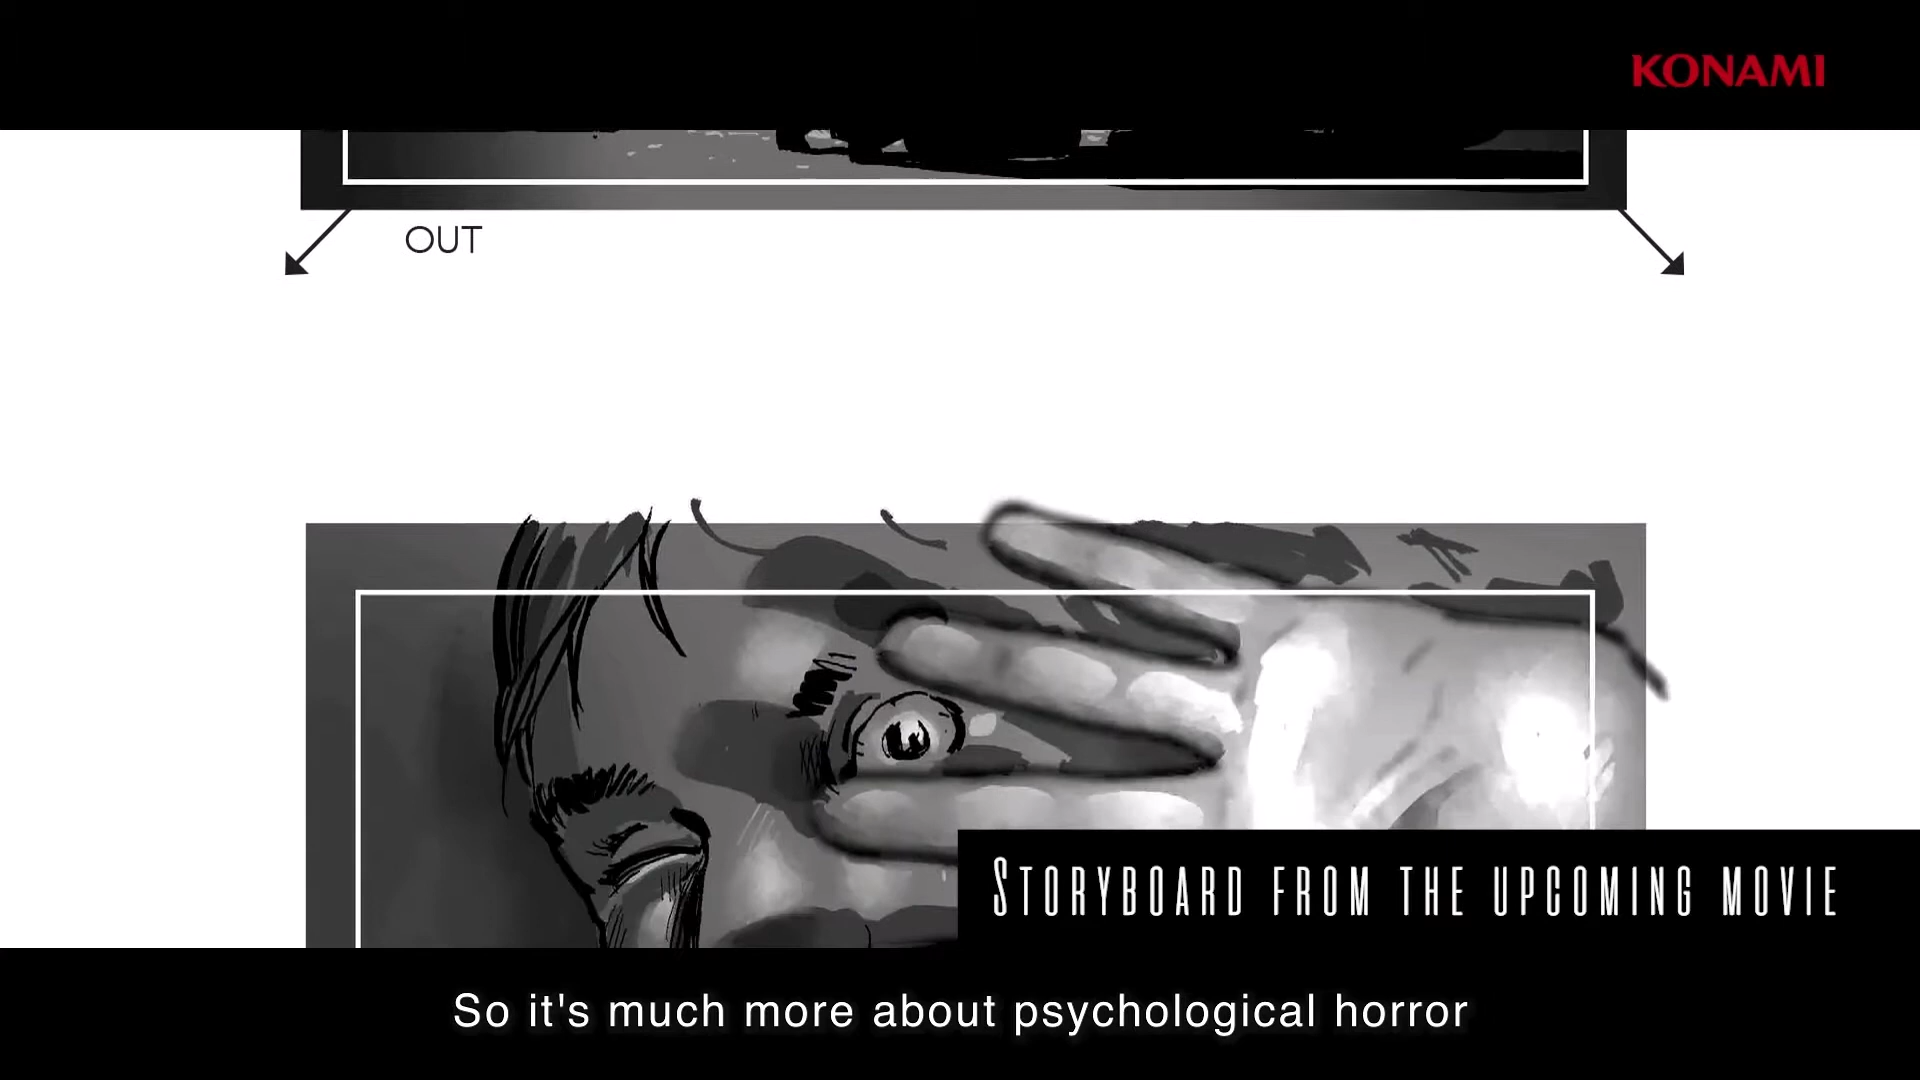 KONAMI
OUT
STORYBOARD FROM THE UPCOMING MOVIE
So it's much more about psychological horror